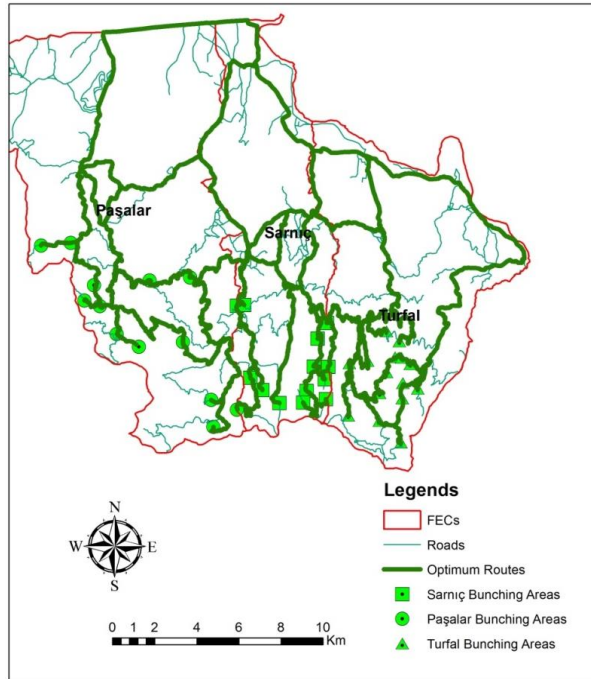 Paşalar
Sarnıç
Turfal
Legends
FECs
Roads
Optimum Routes
Sarnıç Bunching Areas
Paşalar Bunching Areas
Turfal Bunching Areas
N
W E
S
0 1 2 4 6 8 10
Km